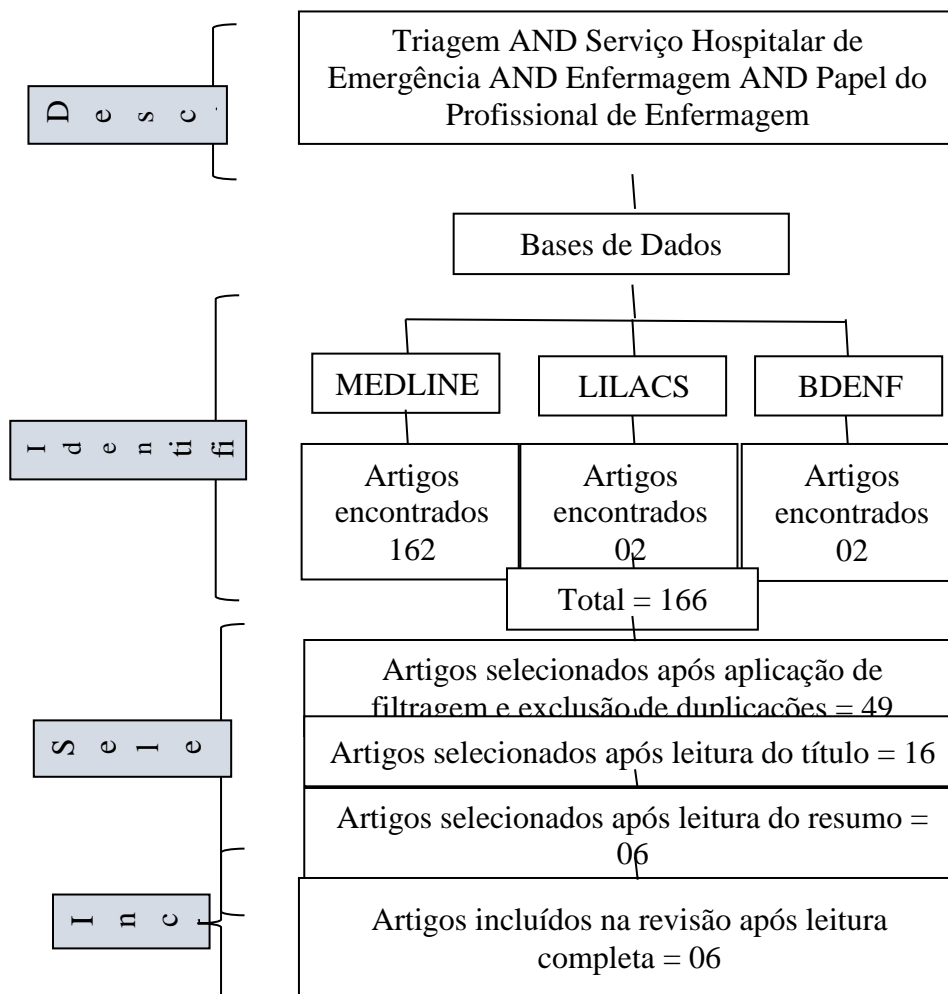 Triagem AND Serviço Hospitalar de
Emergência AND Enfermagem AND Papel do
Profissional de Enfermagem
D e s c
Bases de Dados
MEDLINE
LILACS
BDENF
I d e n ti fi
Artigos
encontrados
162
Artigos
encontrados
02
Artigos
encontrados
02
Total = 166
Artigos selecionados após aplicação de
filtragem e exclusão de duplicações = 49
S e l e
Artigos selecionados após leitura do título = 16
Artigos selecionados após leitura do resumo =
06
I n c
Artigos incluídos na revisão após leitura
completa = 06